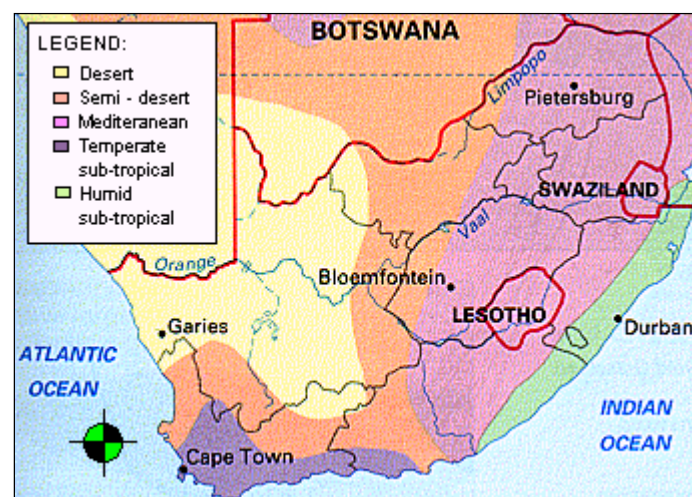 LEGEND:
Desert
Semi - desert
Mediteranean
Temperate
sub-tropical
Humid
sub-tropical
BOTSWANA
Limpopo
Pietersburg
SWAZILAND
Vaal
Orange
Bloemfontein
LESOTHO
Garies
Durban
ATLANTIC
OCEAN
INDIAN
OCEAN
Cape Town